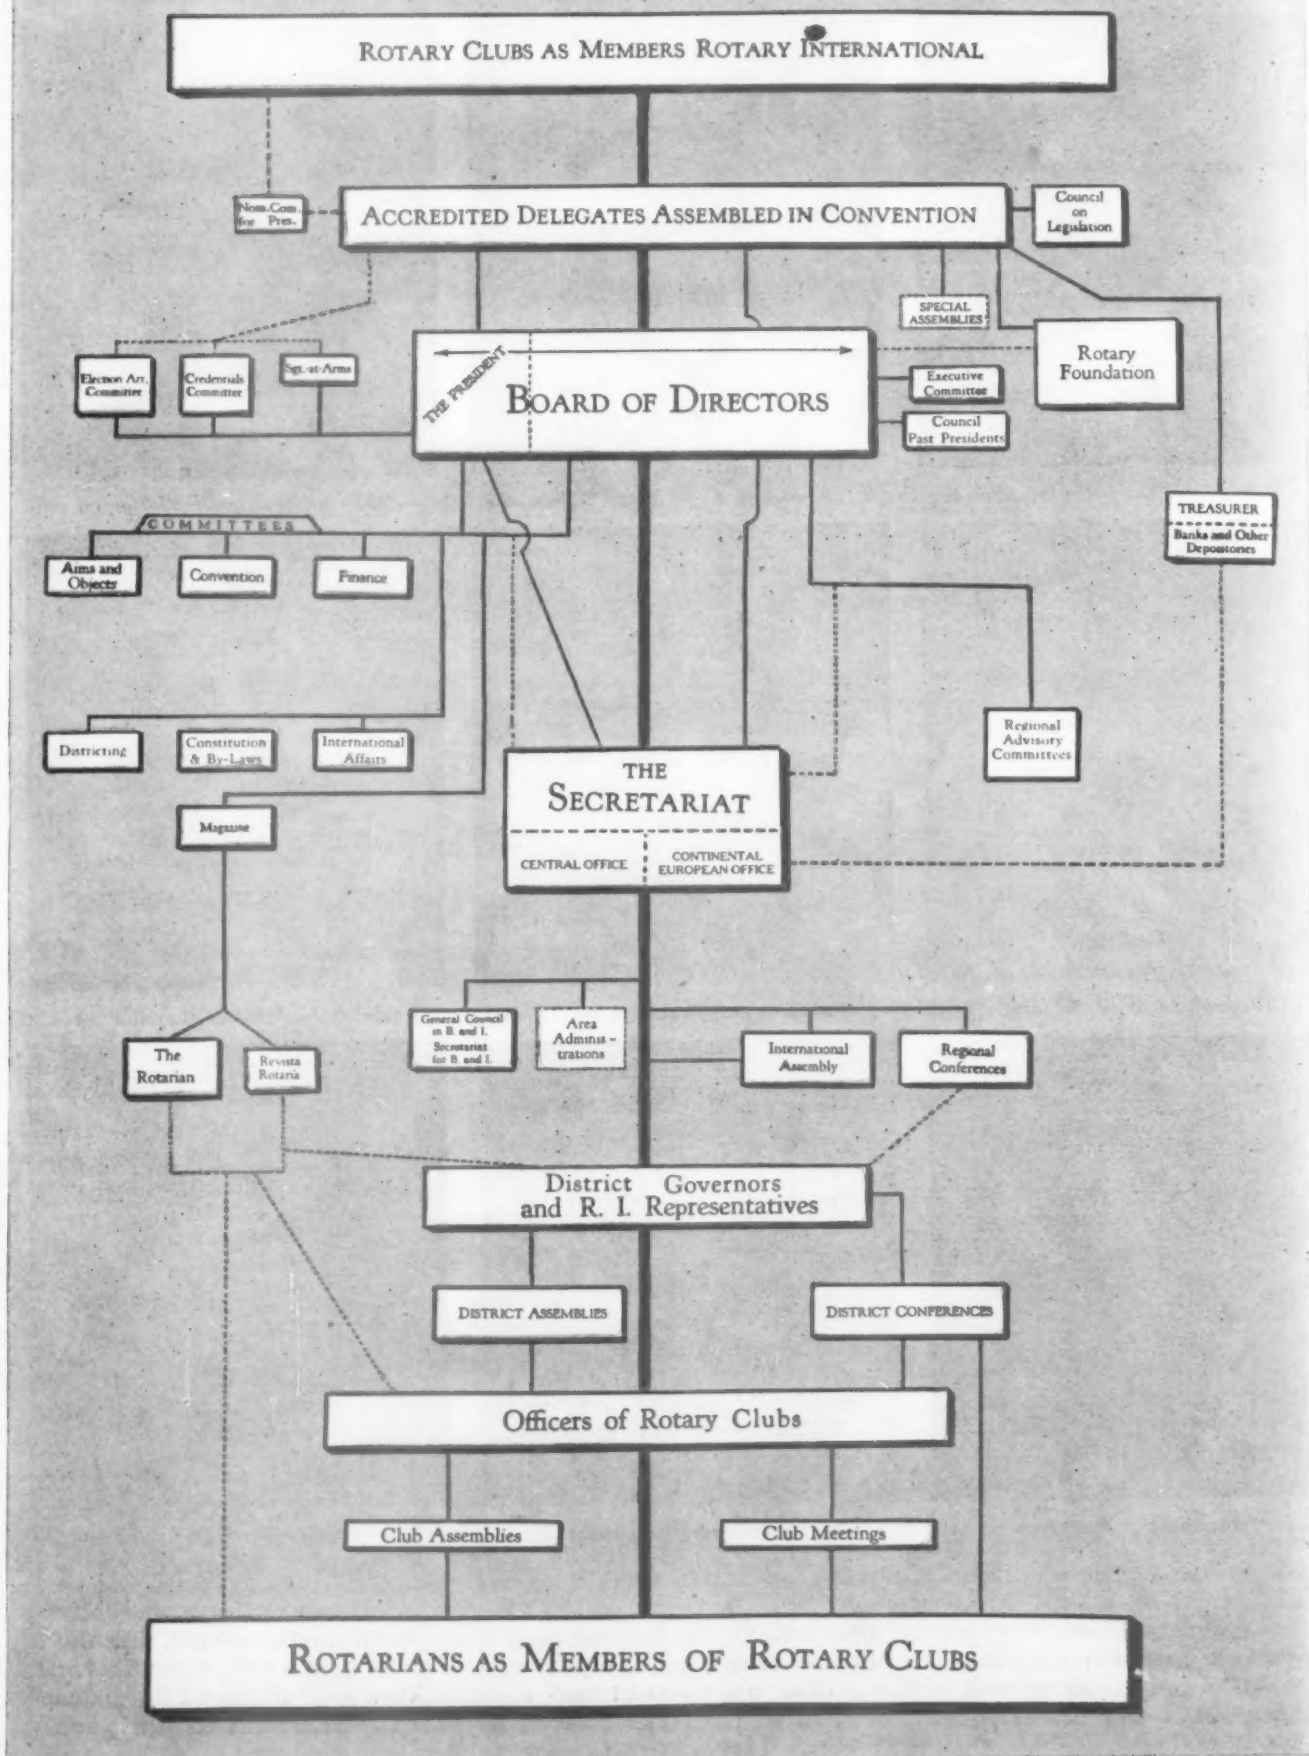 ROTARY CLUBS AS MEMBERS ROTARY INTERNATIONAL
Nom. Com.
for Pres.
ACCREDITED DELEGATES ASSEMBLED IN CONVENTION
Council
on
Legislation
SPECIAL
ASSEMBLIES
Election Arr.
Committee
Credentials
Committee
Sgt.-at-Arms
THE PRESIDENT
BOARD OF DIRECTORS
Rotary
Foundation
Executive
Committee
Council
Past Presidents
TREASURER
Banks and Other
Depositories
COMMITTEES
Aims and
Objects
Convention
Finance
Districting
Constitution
& By-Laws
International
Affairs
Regional
Advisory
Committees
Magazine
THE
SECRETARIAT
CENTRAL OFFICE
CONTINENTAL
EUROPEAN OFFICE
General Council
in B. and I.
Secretariat
for B. and I.
Area
Adminis-
trations
The
Rotarian
Revista
Rotaria
International
Assembly
Regional
Conferences
District Governors
and R. I. Representatives
DISTRICT ASSEMBLIES
DISTRICT CONFERENCES
Officers of Rotary Clubs
Club Assemblies
Club Meetings
ROTARIANS AS MEMBERS OF ROTARY CLUBS